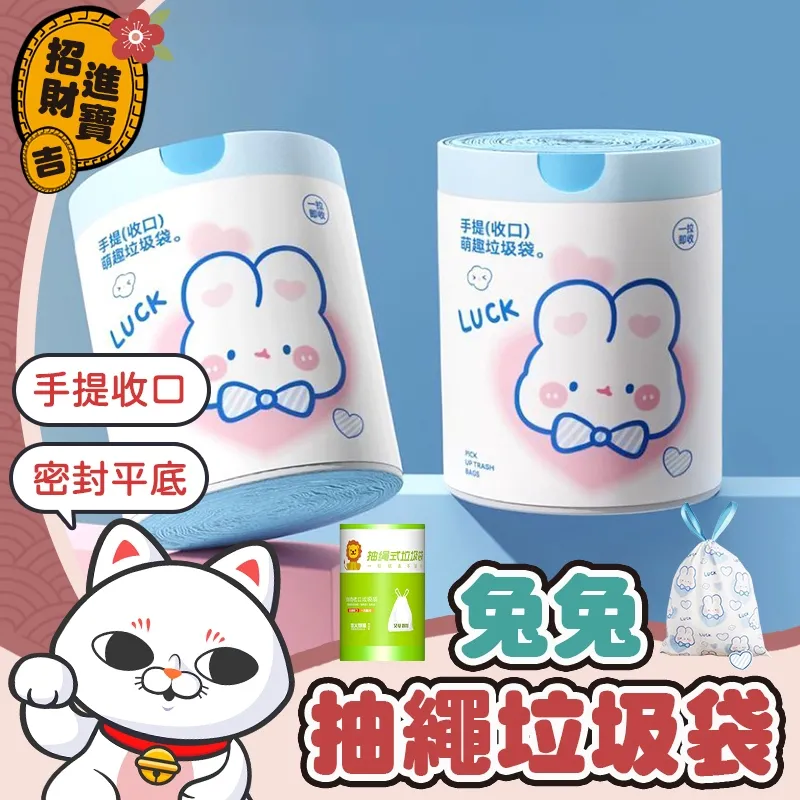 招財
進寶
吉
手提(收口)
萌趣垃圾袋。
一拉
即收
LUCK
手提(收口)
萌趣垃圾袋。
一拉
即收
LUCK
PICK
UP TRASH
BAGS
手提收口
密封平底
抽繩式垃圾袋
LUCK
LUCK
兔兔
抽繩垃圾袋